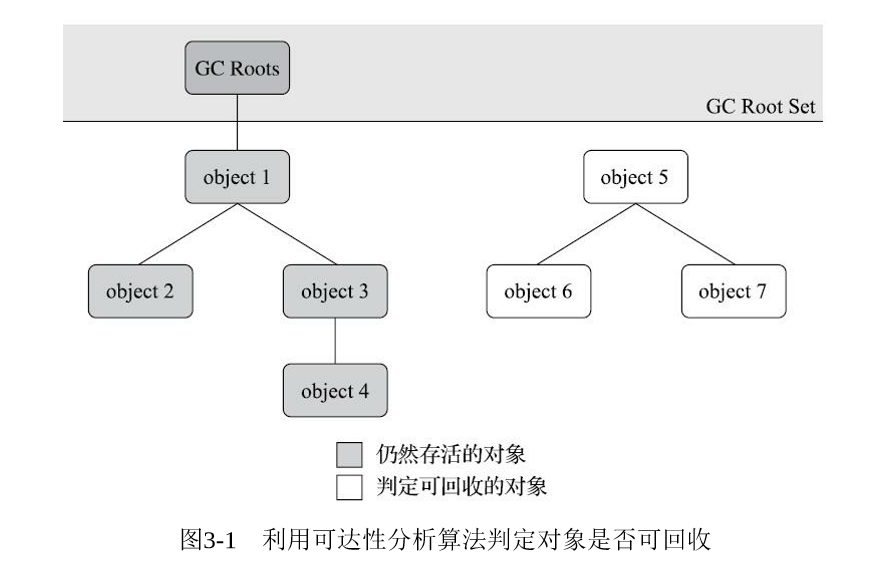 GC Roots
GC Root Set
object 1
object 5
object 2
object 3
object 6
object 7
object 4
仍然存活的对象
判定可回收的对象
图3-1 利用可达性分析算法判定对象是否可回收